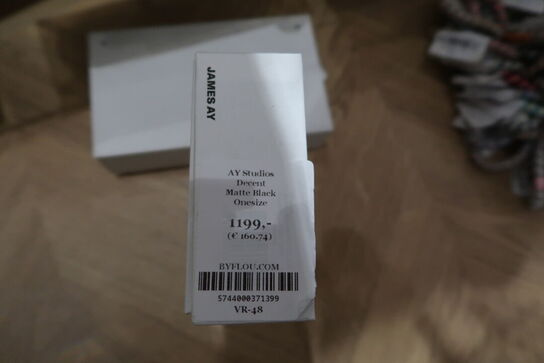 JAMES AY
AY Studios
Decent
Matte Black
Onesize
1199,-
(€ 160.74)
BYFLOU.COM
5744000371399
VR-48